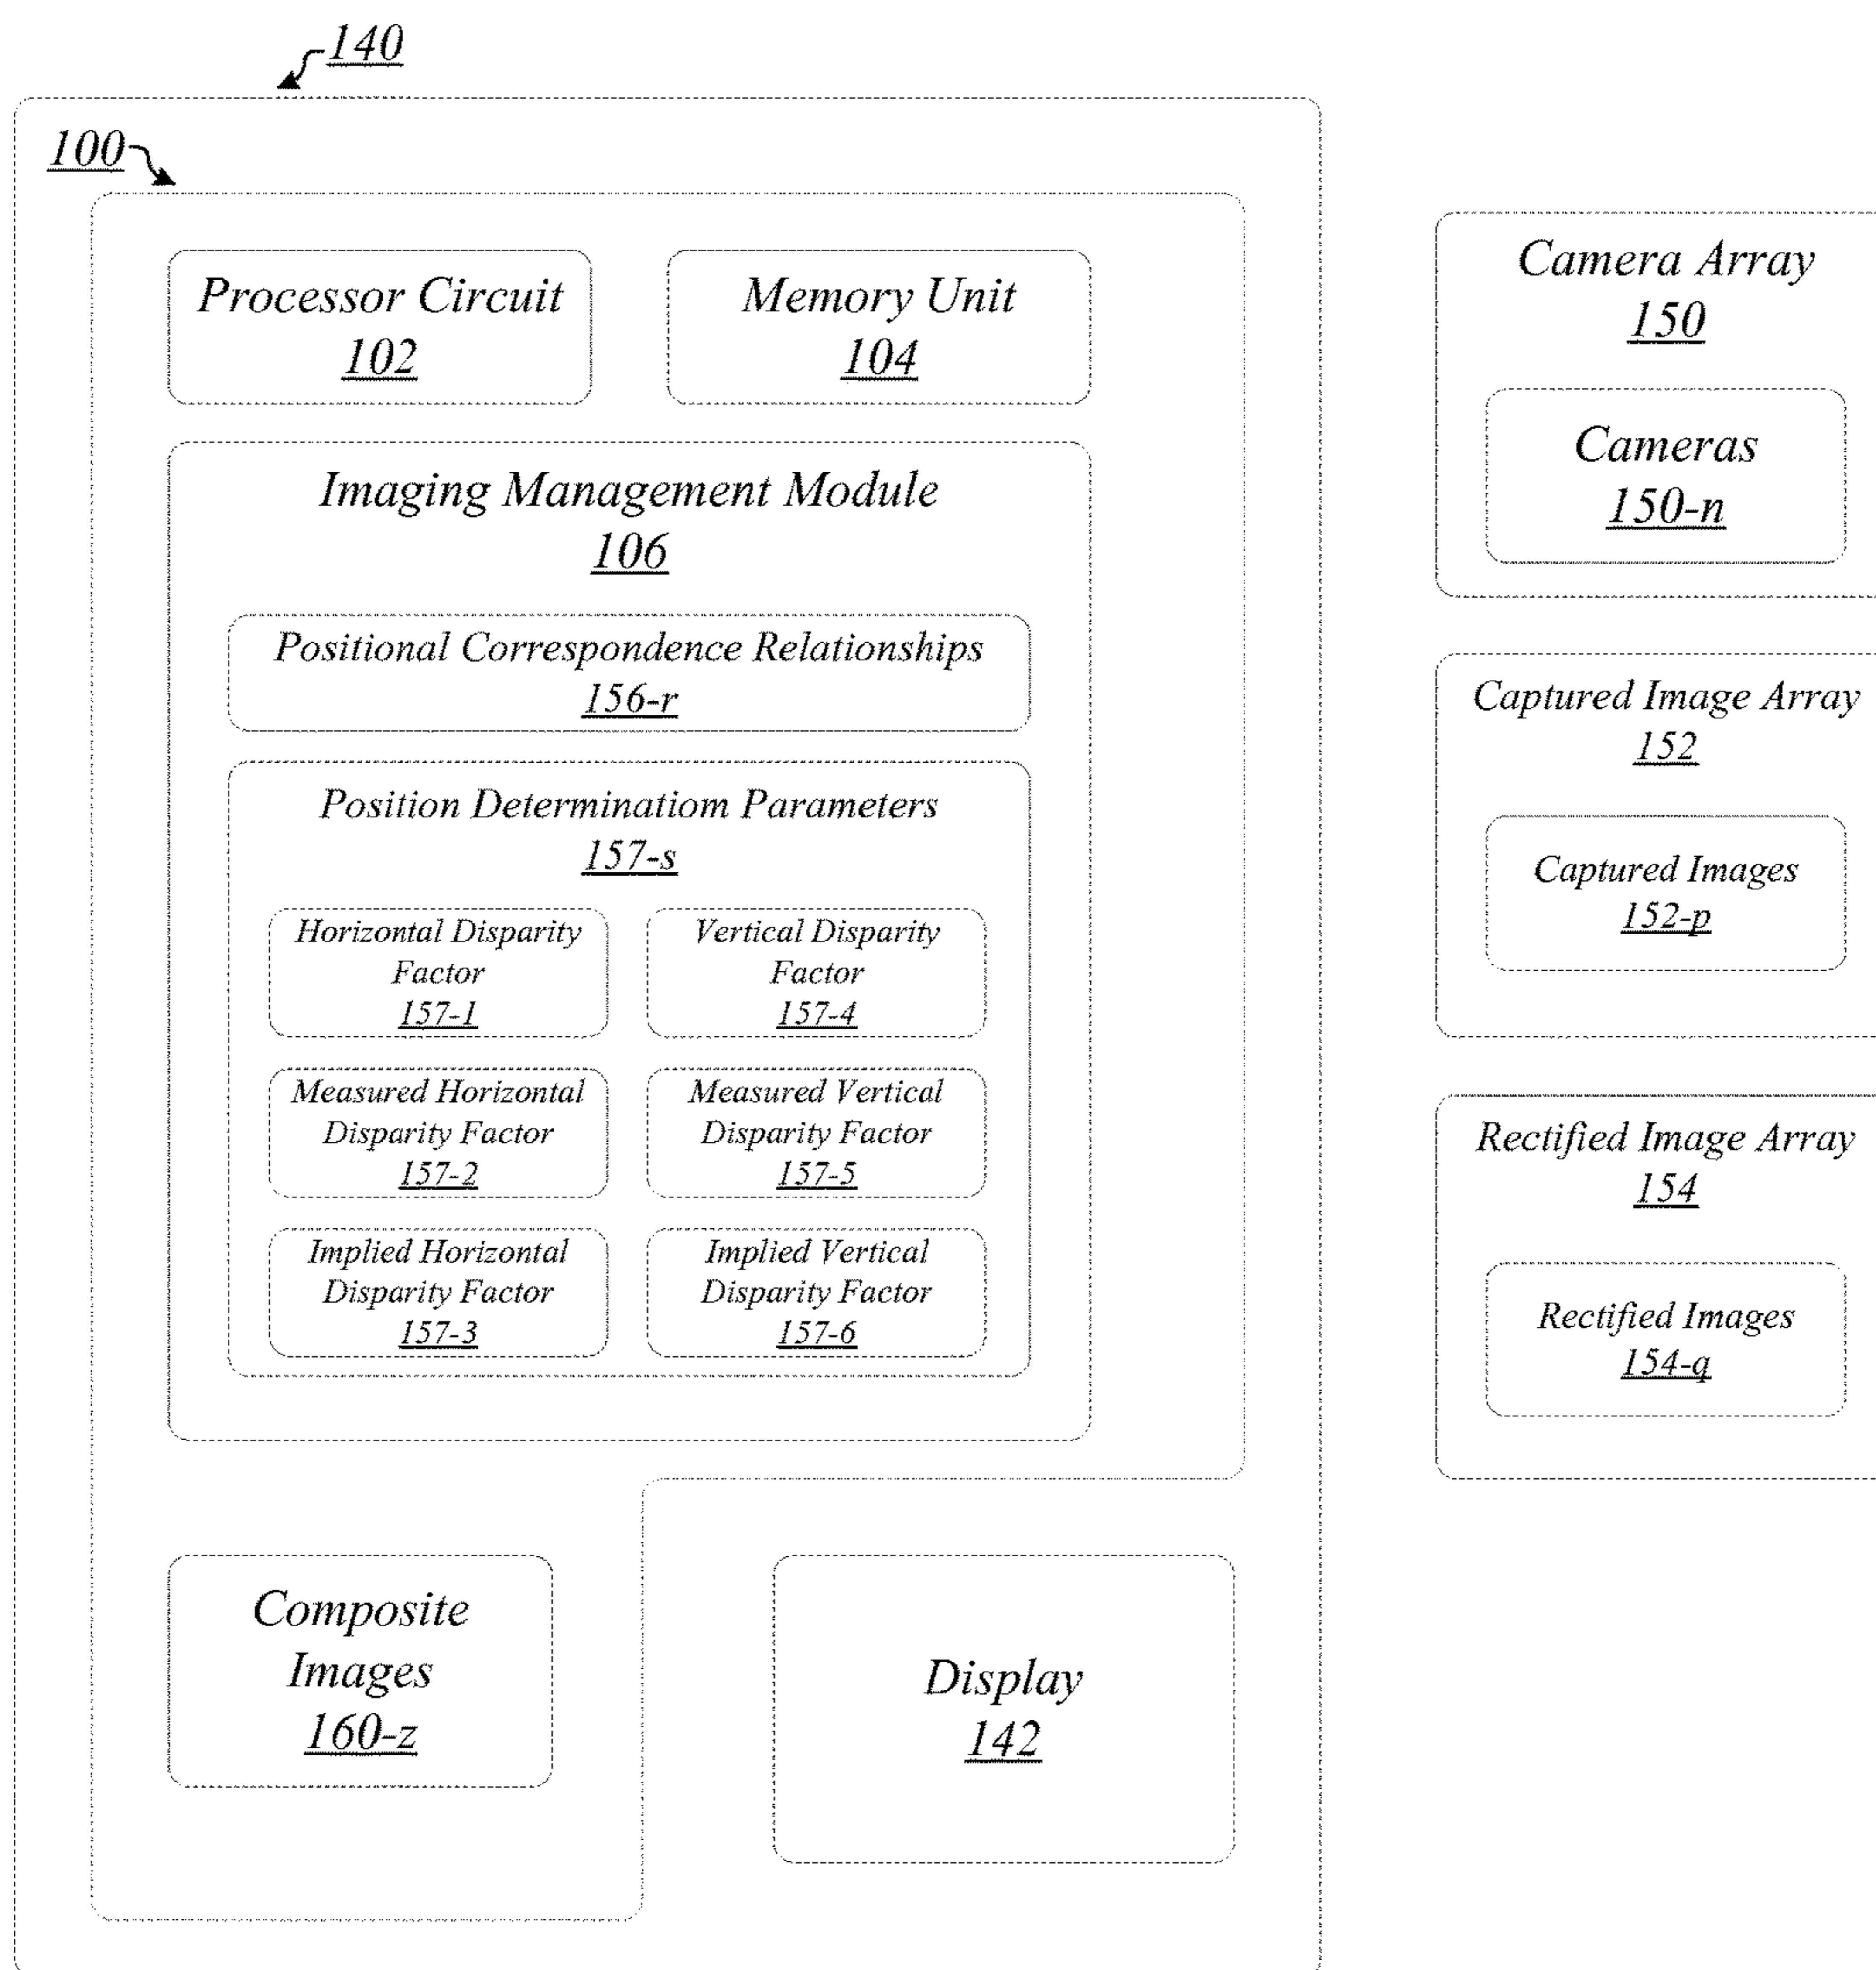 140
100
Processor Circuit
102
Memory Unit
104
Imaging Management Module
106
Positional Correspondence Relationships
156-r
Position Determinatiom Parameters
157-s
Horizontal Disparity
Factor
157-1
Vertical Disparity
Factor
157-4
Measured Horizontal
Disparity Factor
157-2
Measured Vertical
Disparity Factor
157-5
Implied Horizontal
Disparity Factor
157-3
Implied Vertical
Disparity Factor
157-6
Composite
Images
160-z
Display
142
Camera Array
150
Cameras
150-n
Captured Image Array
152
Captured Images
152-p
Rectified Image Array
154
Rectified Images
154-q